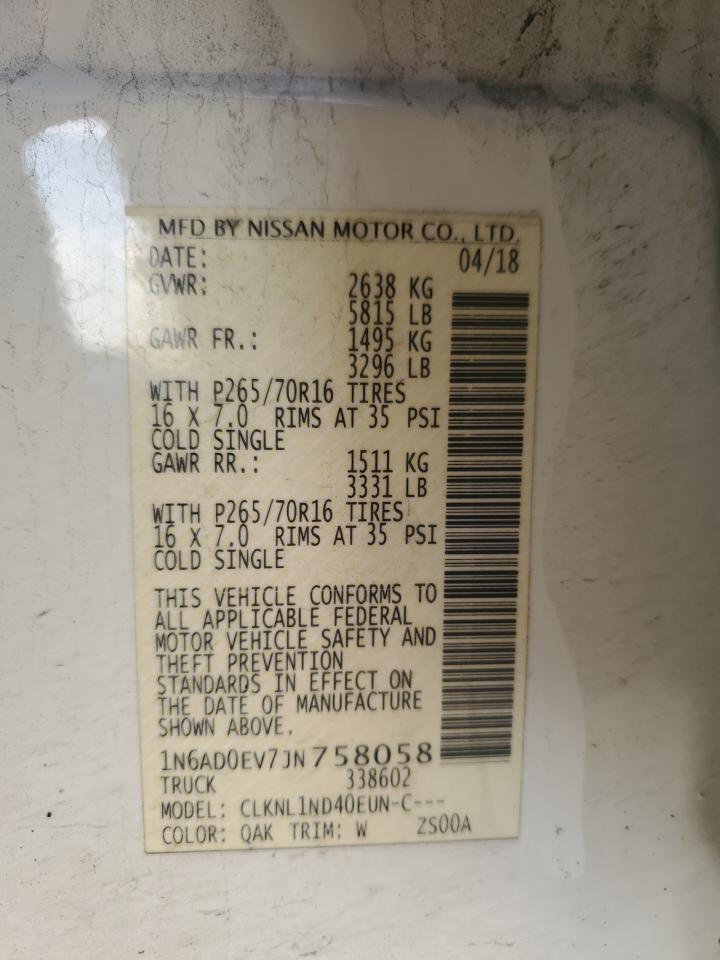 MFD BY NISSAN MOTOR CO., LTD.
DATE: 04/18
GVWR: 2638 KG
5815 LB
GAWR FR.: 1495 KG
3296 LB
WITH P265/70R16 TIRES
16 X 7.0 RIMS AT 35 PSI
COLD SINGLE
GAWR RR.: 1511 KG
3331 LB
WITH P265/70R16 TIRES
16 X 7.0 RIMS AT 35 PSI
COLD SINGLE
THIS VEHICLE CONFORMS TO
ALL APPLICABLE FEDERAL
MOTOR VEHICLE SAFETY AND
THEFT PREVENTION
STANDARDS IN EFFECT ON
THE DATE OF MANUFACTURE
SHOWN ABOVE.
1N6AD0EV7JN758058
TRUCK 338602
MODEL: CLKNL1ND40EUN-C---
COLOR: QAK TRIM: W ZS00A